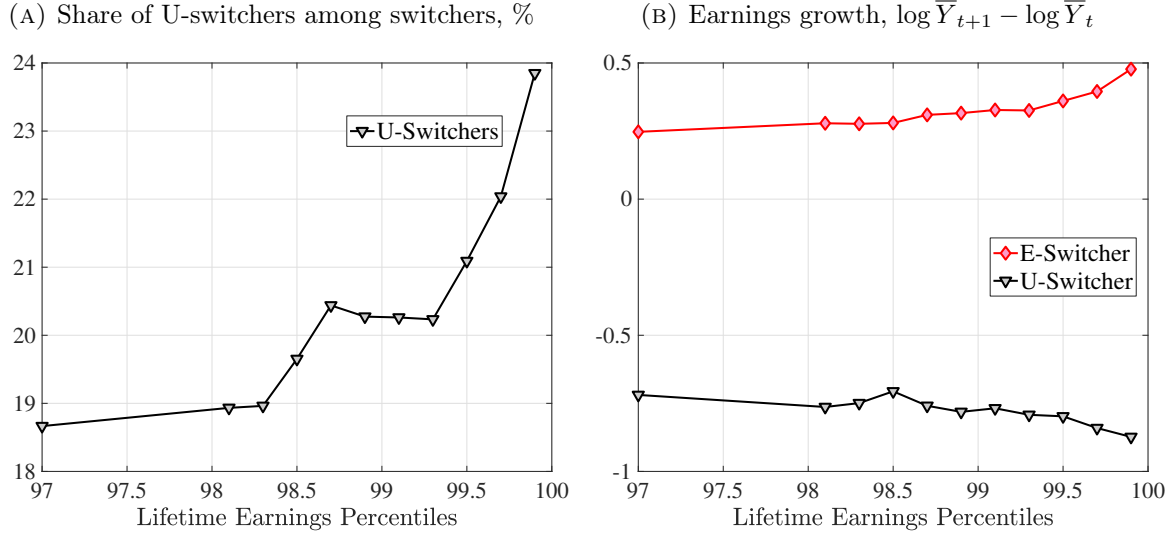 (A) Share of U-switchers among switchers, %
24
23
22
21
20
19
18
U-Switchers
97 97.5 98 98.5 99 99.5 100
Lifetime Earnings Percentiles
(B) Earnings growth, log Y̅ₜ₊₁ − log Y̅ₜ
0.5
0
-0.5
-1
E-Switcher
U-Switcher
97 97.5 98 98.5 99 99.5 100
Lifetime Earnings Percentiles